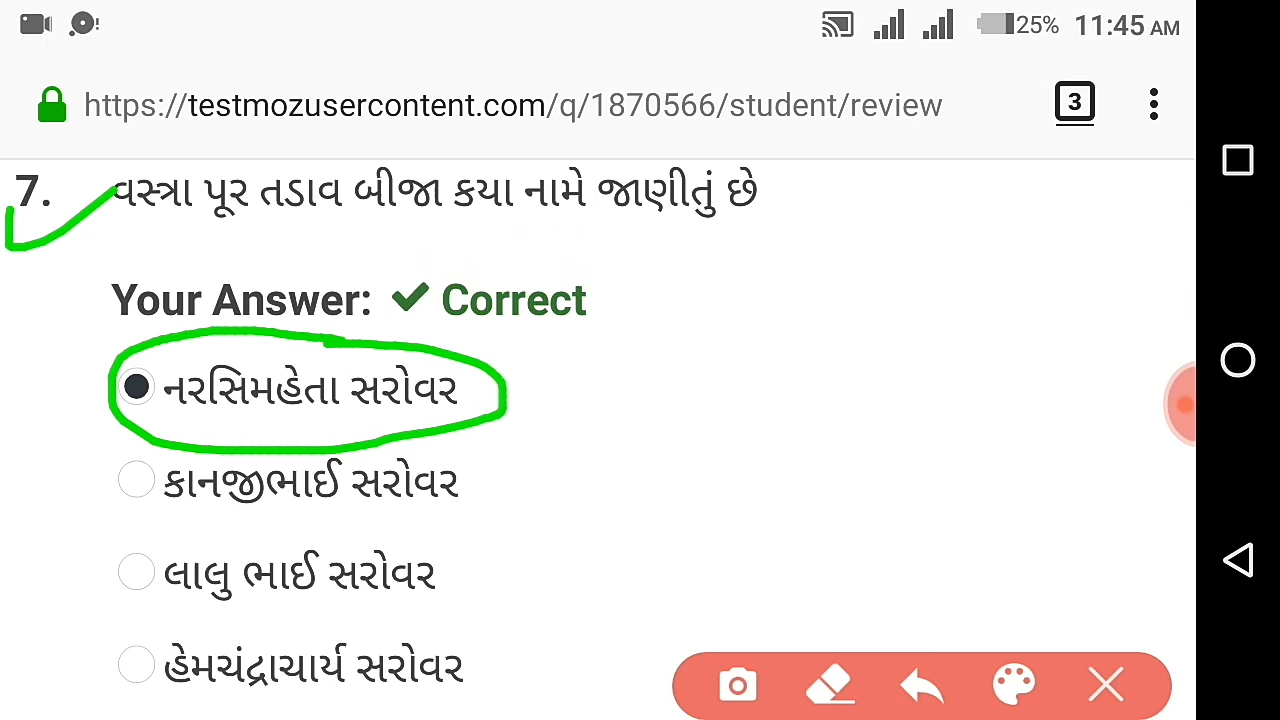 25% 11:45 AM
https://testmozusercontent.com/q/1870566/student/review
3
7. વસ્ત્રા પૂર તડાવ બીજા કયા નામે જાણીતું છે
Your Answer: ✔ Correct
નરસિમહેતા સરોવર
કાનજીભાઈ સરોવર
લાલુ ભાઈ સરોવર
હેમચંદ્રાચાર્ય સરોવર